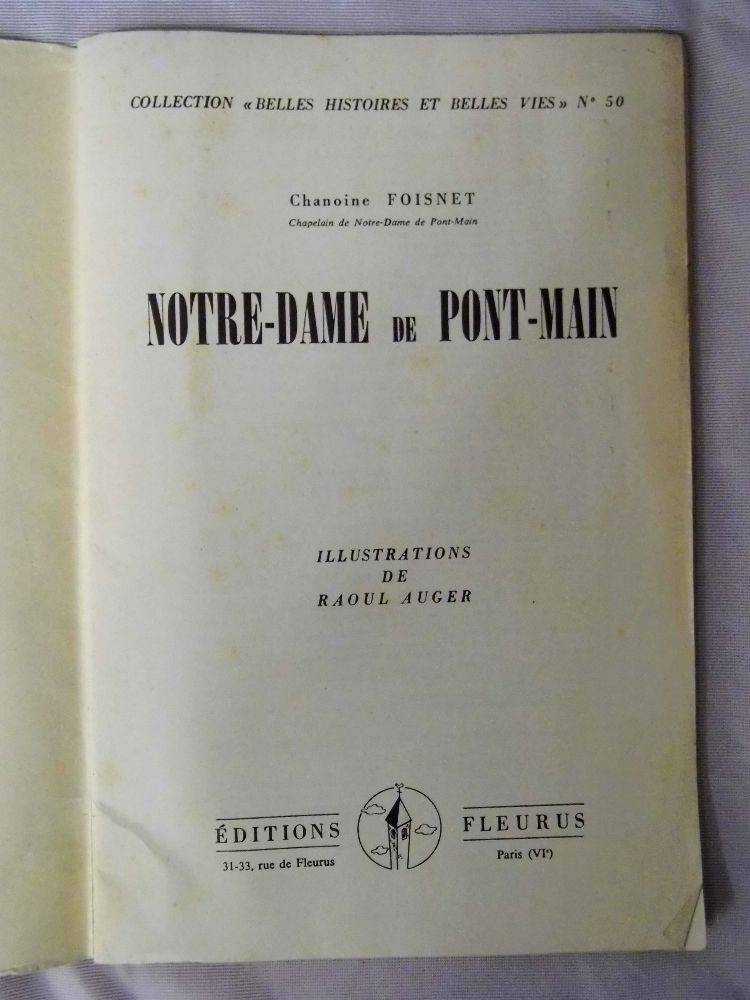 COLLECTION « BELLES HISTOIRES ET BELLES VIES » N° 50
Chanoine FOISNET
Chapelain de Notre-Dame de Pont-Main
NOTRE-DAME DE PONT-MAIN
ILLUSTRATIONS
DE
RAOUL AUGER
ÉDITIONS FLEURUS
31-33, rue de Fleurus Paris (VIᵉ)